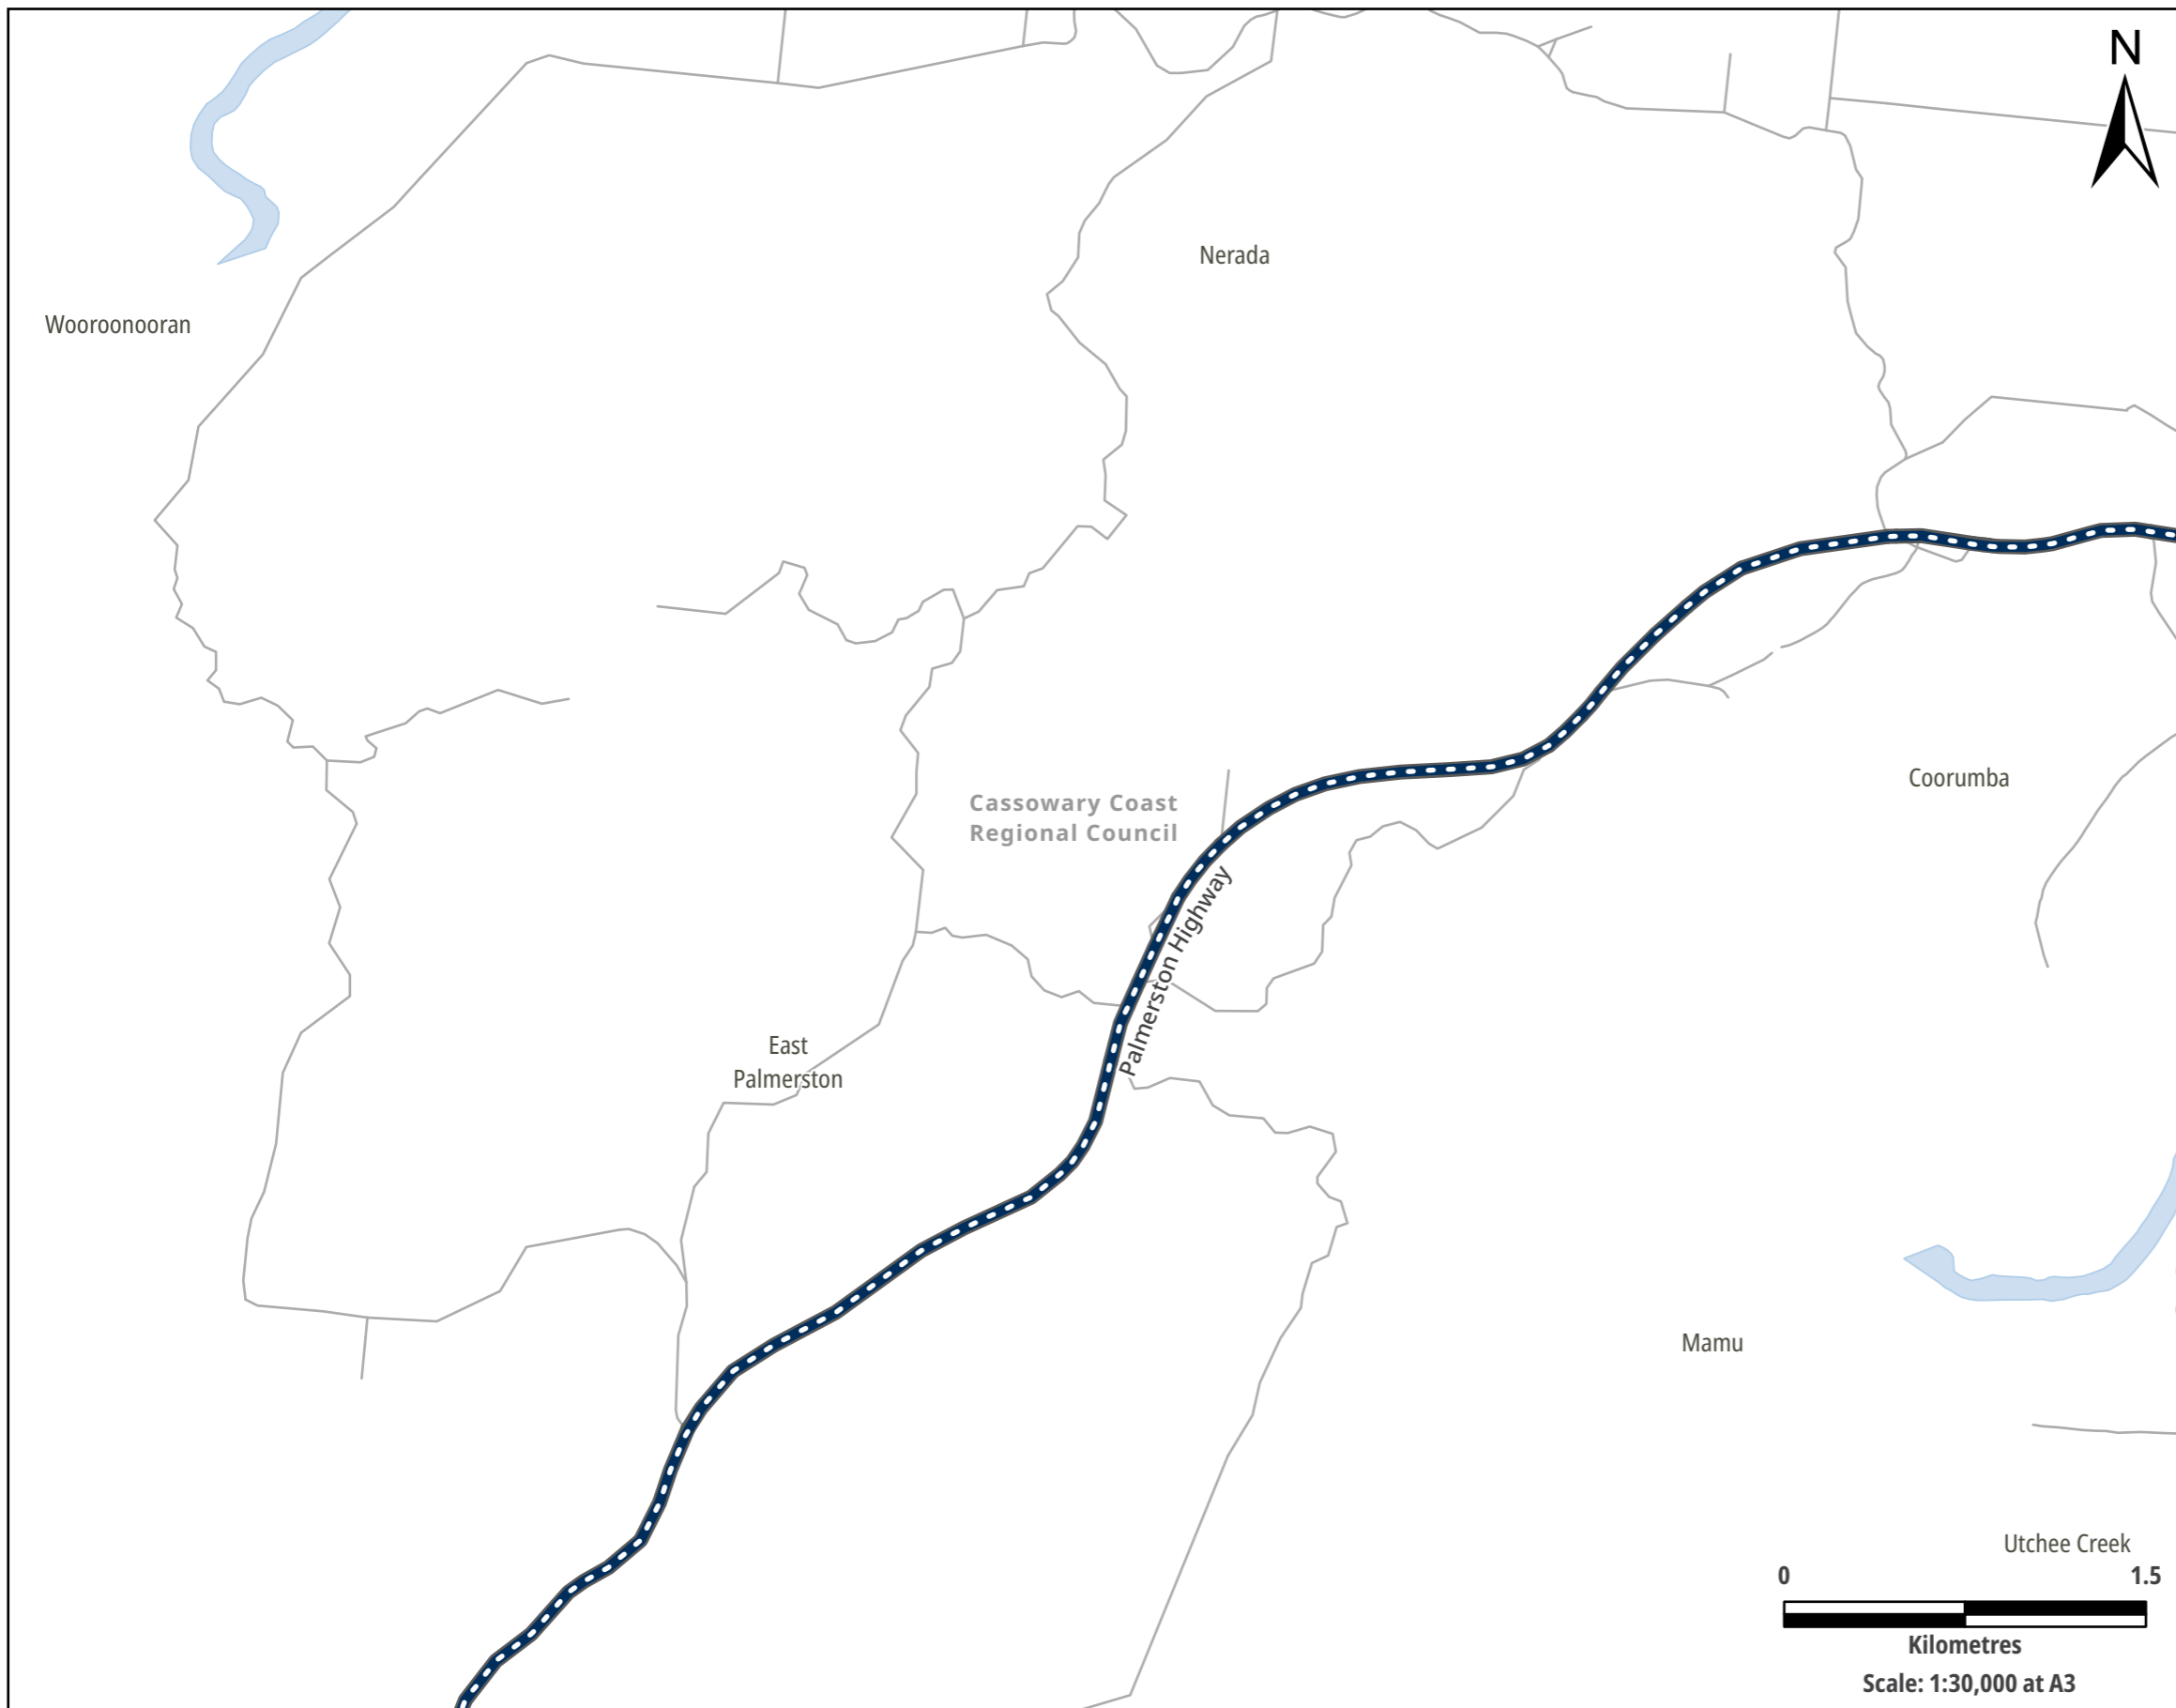 N
Nerada
Wooroonooran
Coorumba
Cassowary Coast
Regional Council
Palmerston Highway
East
Palmerston
Mamu
Utchee Creek
0 1.5
Kilometres
Scale: 1:30,000 at A3